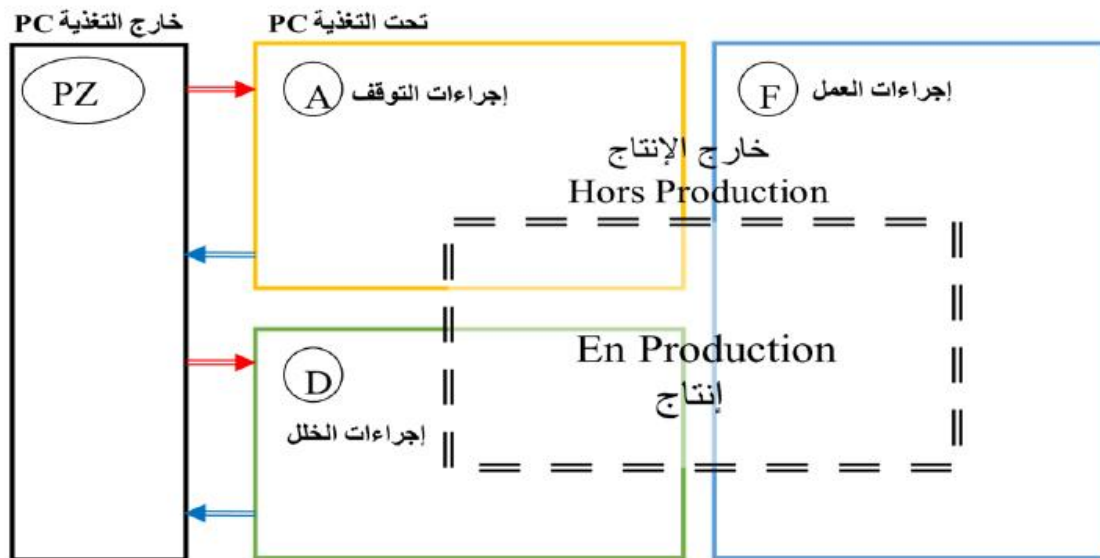 خارج التغذية PC
تحت التغذية PC
PZ
A
إجراءات التوقف
F
إجراءات العمل
خارج الإنتاج
Hors Production
En Production
إنتاج
D
إجراءات الخلل